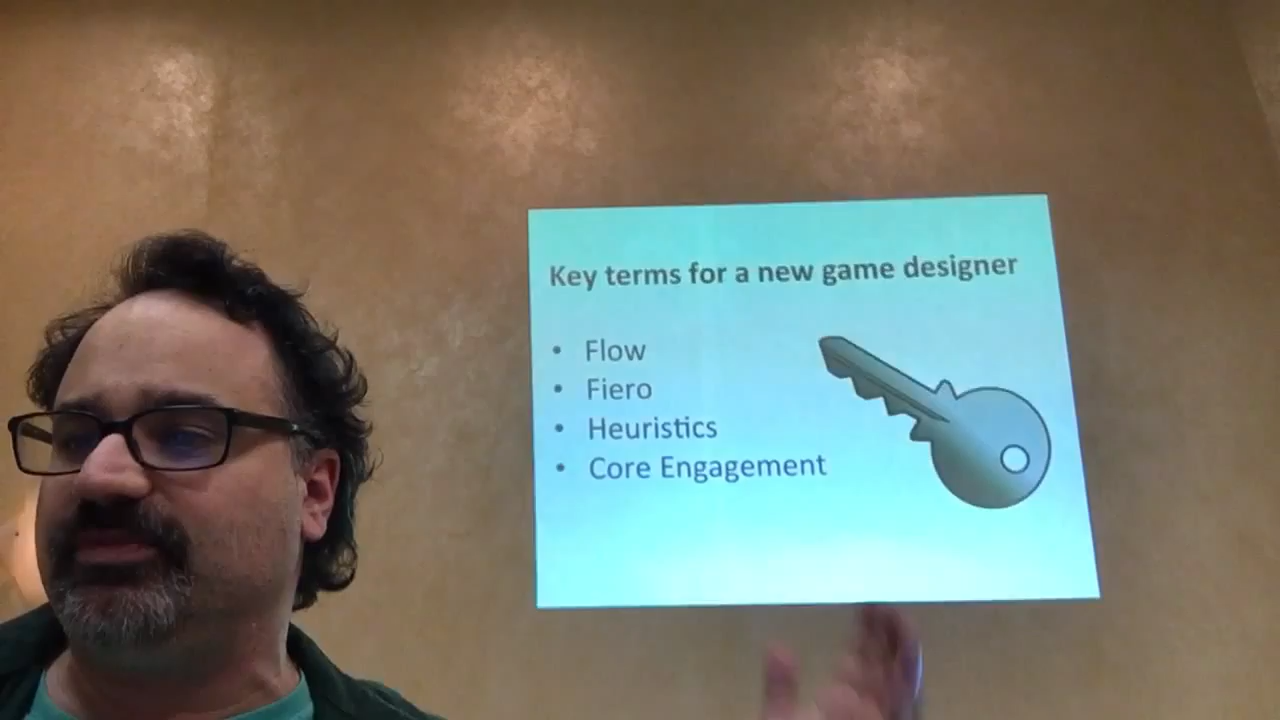 Key terms for a new game designer
• Flow
• Fiero
• Heuristics
• Core Engagement